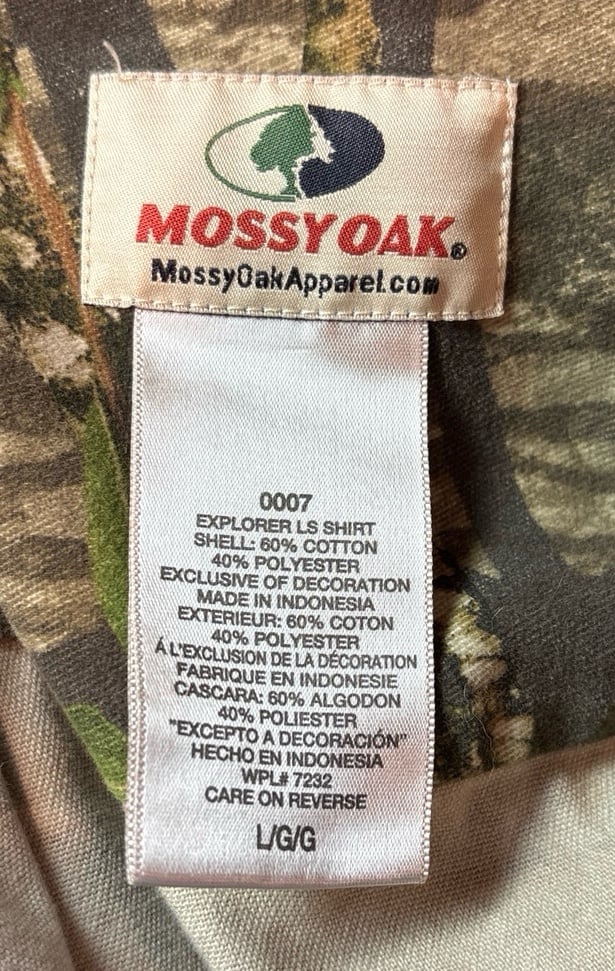 MOSSY OAK®
MossyOakApparel.com
0007
EXPLORER LS SHIRT
SHELL: 60% COTTON
40% POLYESTER
EXCLUSIVE OF DECORATION
MADE IN INDONESIA
EXTERIEUR: 60% COTON
40% POLYESTER
Á L'EXCLUSION DE LA DÉCORATION
FABRIQUE EN INDONESIE
CASCARA: 60% ALGODON
40% POLIESTER
"EXCEPTO A DECORACIÓN"
HECHO EN INDONESIA
WPL# 7232
CARE ON REVERSE
L/G/G